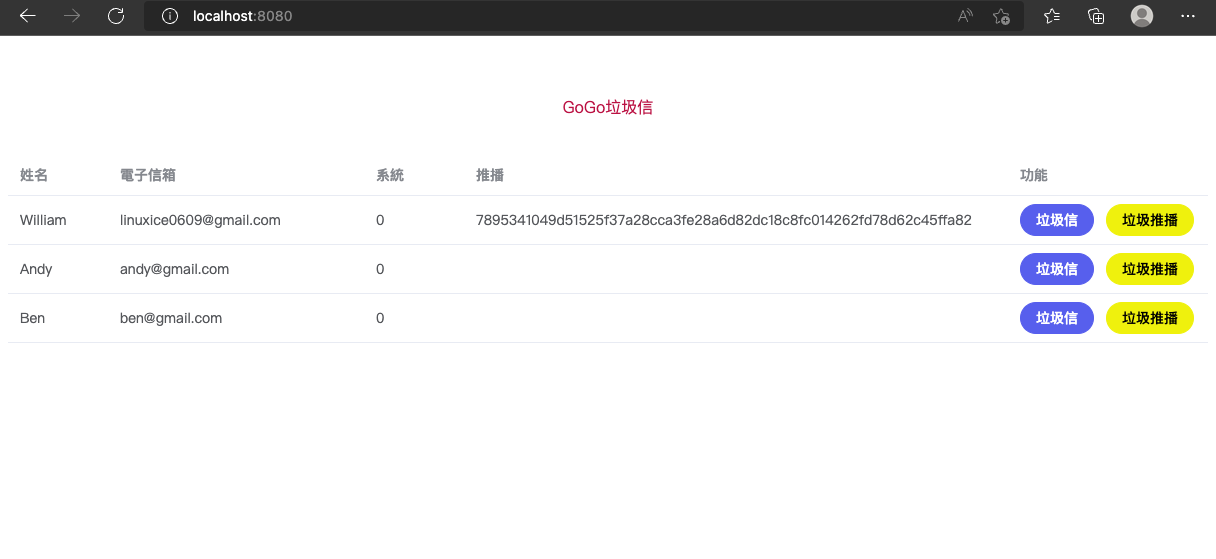 localhost:8080
GoGo垃圾信
姓名 電子信箱 系統 推播 功能
William linuxice0609@gmail.com 0 7895341049d51525f37a28cca3fe28a6d82dc18c8fc014262fd78d62c45ffa82 垃圾信 垃圾推播
Andy andy@gmail.com 0 垃圾信 垃圾推播
Ben ben@gmail.com 0 垃圾信 垃圾推播